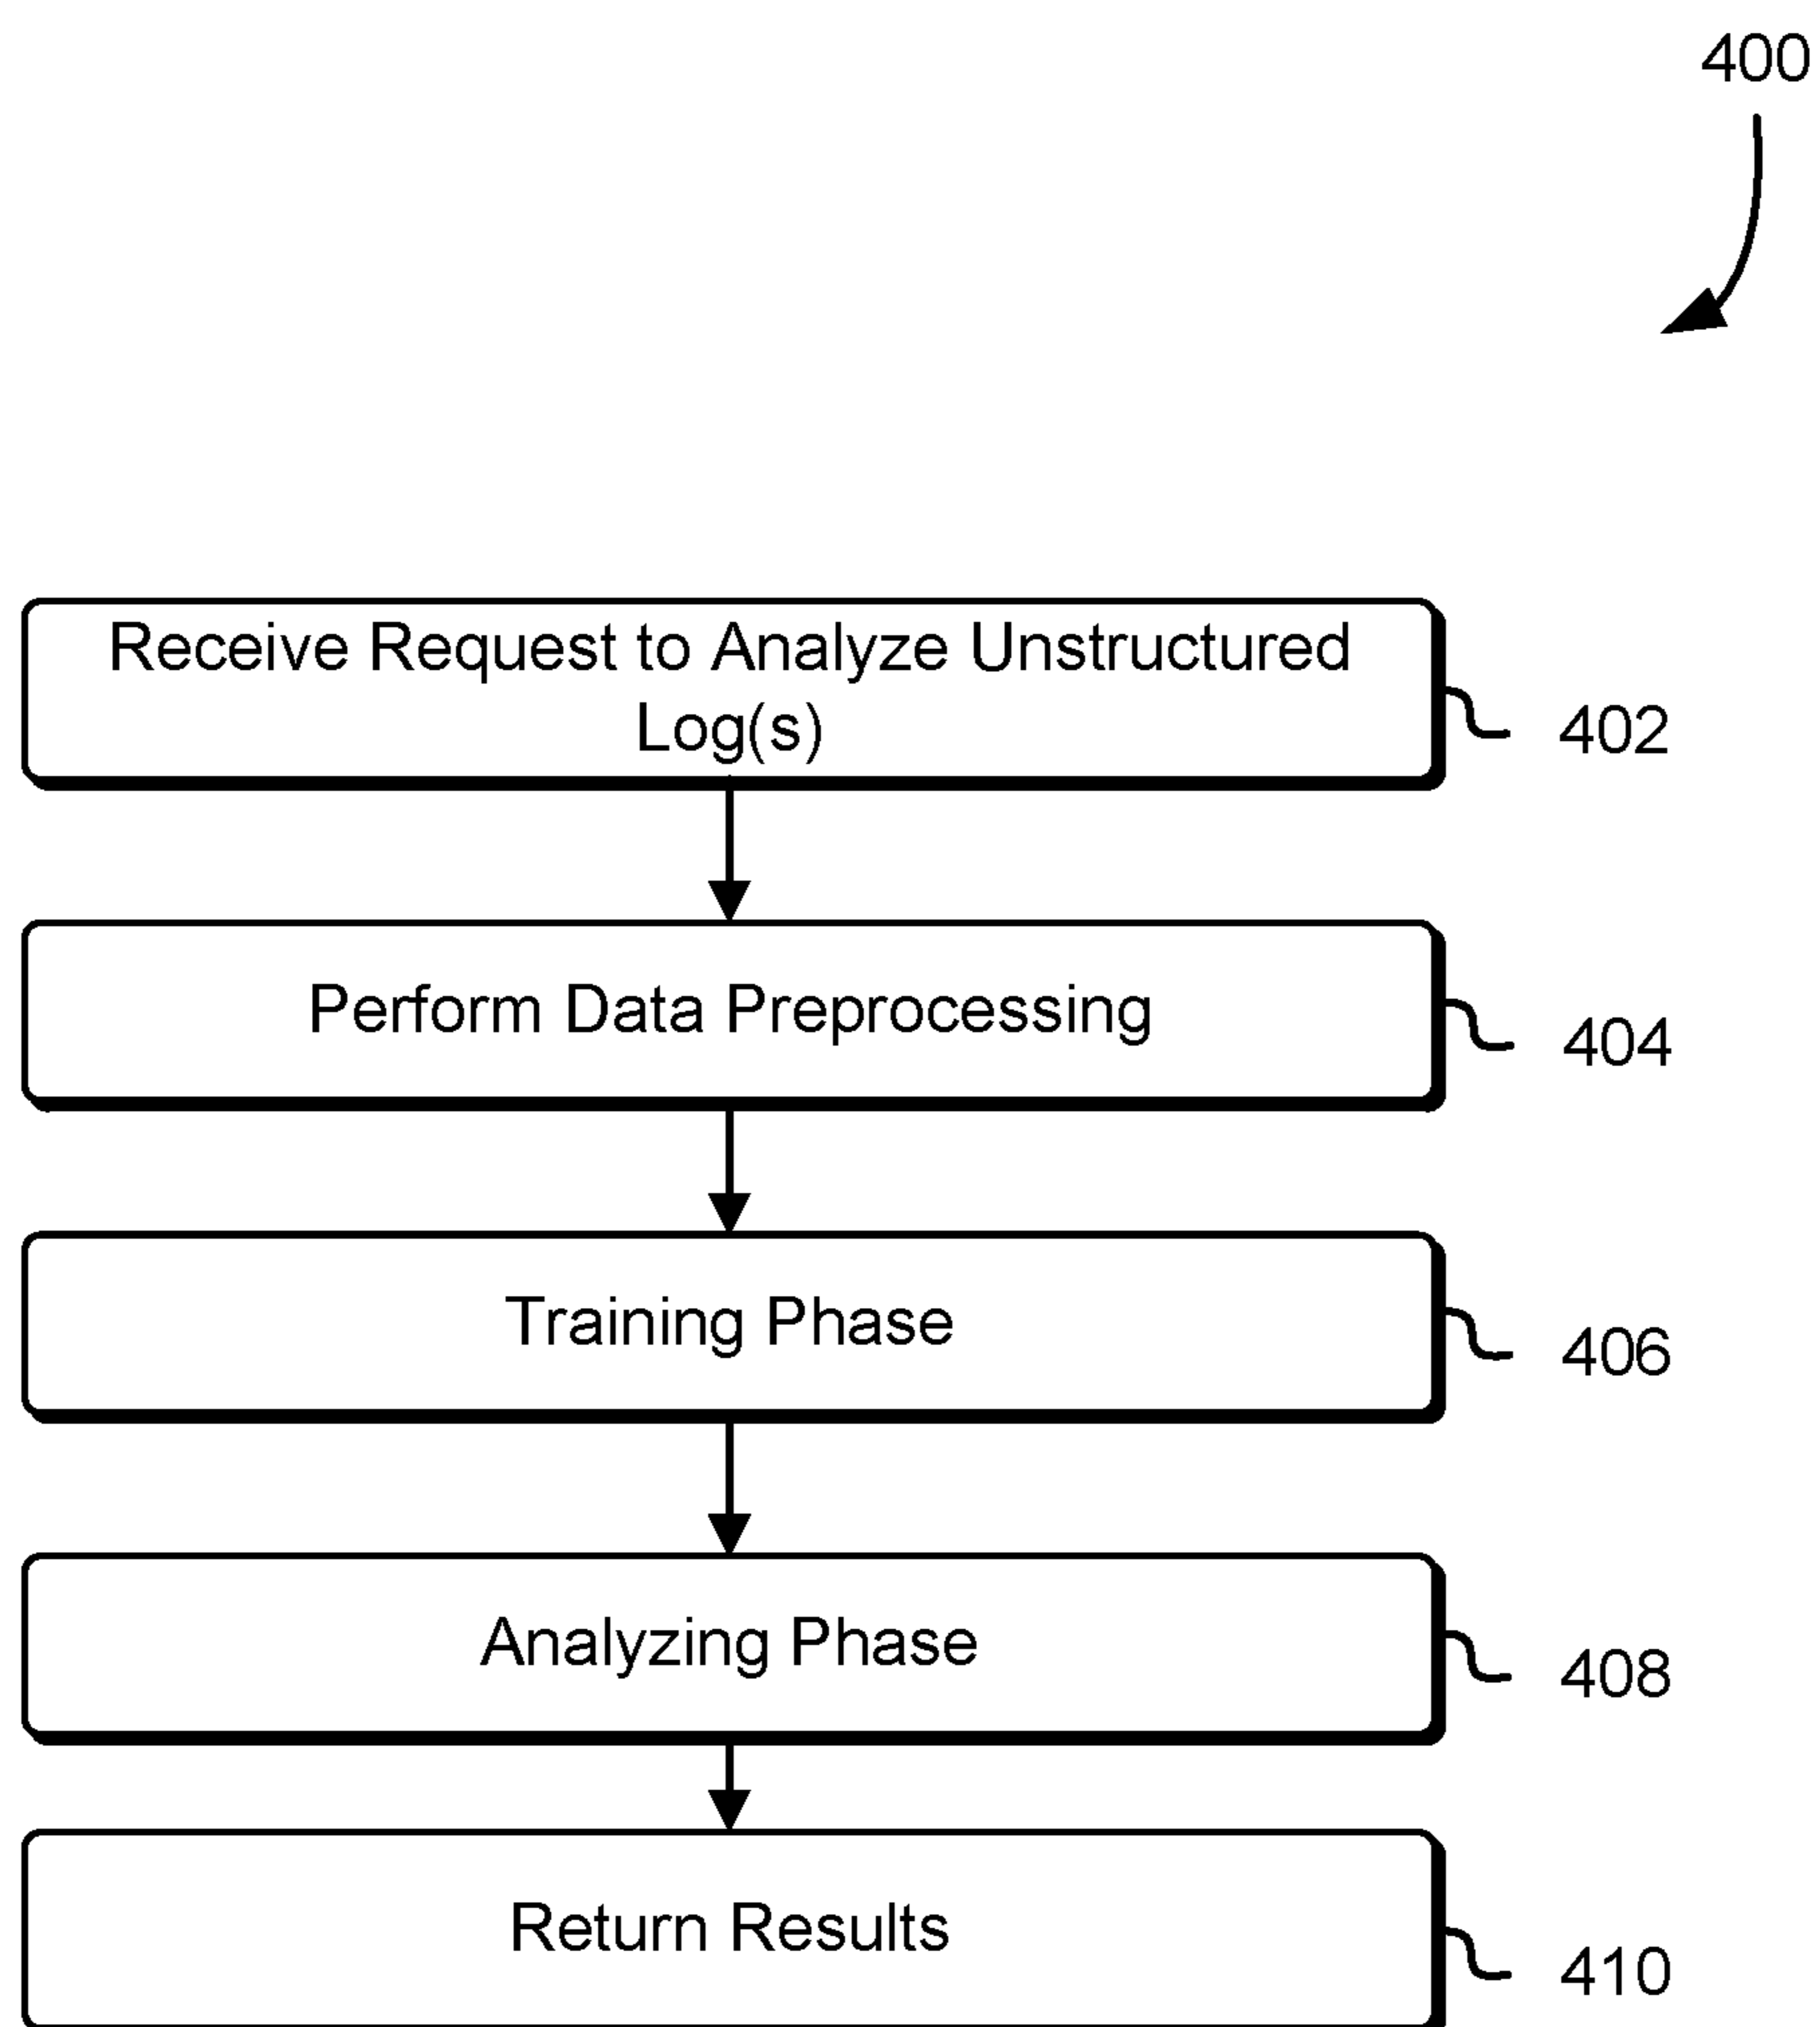 400
Receive Request to Analyze Unstructured
Log(s)
402
Perform Data Preprocessing
404
Training Phase
406
Analyzing Phase
408
Return Results
410